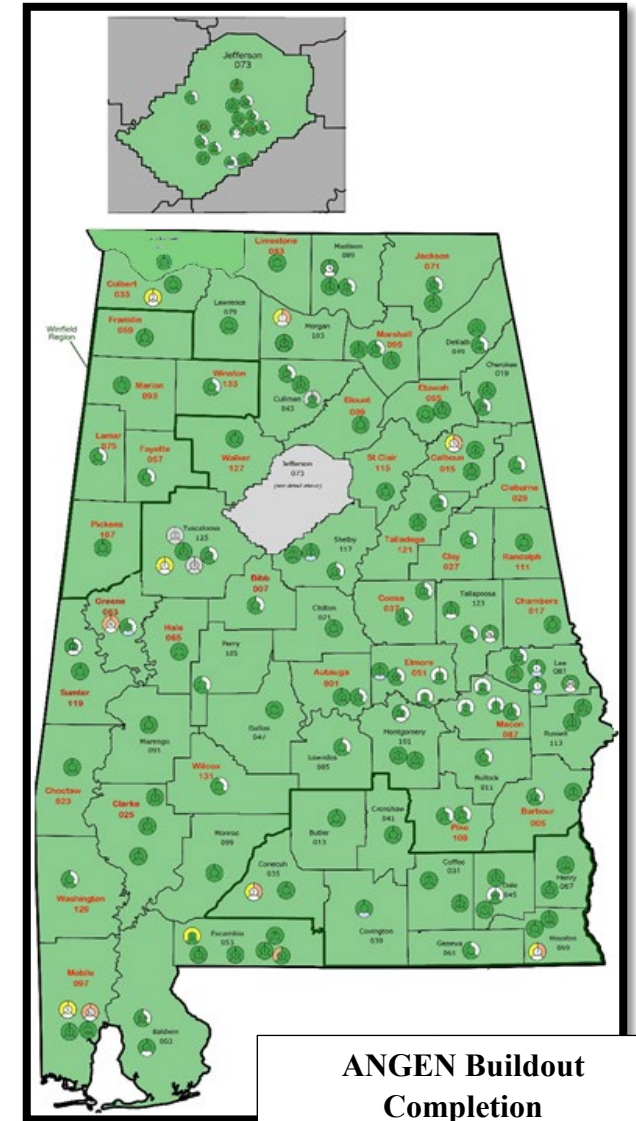 Jefferson
073
Limestone
083
Madison
089
Jackson
071
Colbert
033
Lawrence
079
Franklin
059
Morgan
103
Marshall
095
DeKalb
049
Cherokee
019
Winfield
Region
Marion
093
Winston
133
Cullman
043
Blount
009
Etowah
055
Lamar
075
Fayette
057
Walker
127
Jefferson
073
(see detail above)
St Clair
115
Calhoun
015
Cleburne
029
Pickens
107
Tuscaloosa
125
Shelby
117
Talladega
121
Clay
027
Randolph
111
Bibb
007
Greene
063
Hale
065
Chilton
021
Coosa
037
Tallapoosa
123
Chambers
017
Perry
105
Sumter
119
Autauga
001
Elmore
051
Lee
081
Marengo
091
Dallas
047
Montgomery
101
Macon
087
Russell
113
Lowndes
085
Choctaw
023
Wilcox
131
Bullock
011
Clarke
025
Butler
013
Crenshaw
041
Pike
109
Barbour
005
Monroe
099
Conecuh
035
Coffee
031
Dale
045
Henry
067
Washington
129
Covington
039
Escambia
053
Geneva
061
Houston
069
Mobile
097
Baldwin
003
ANGEN Buildout
Completion